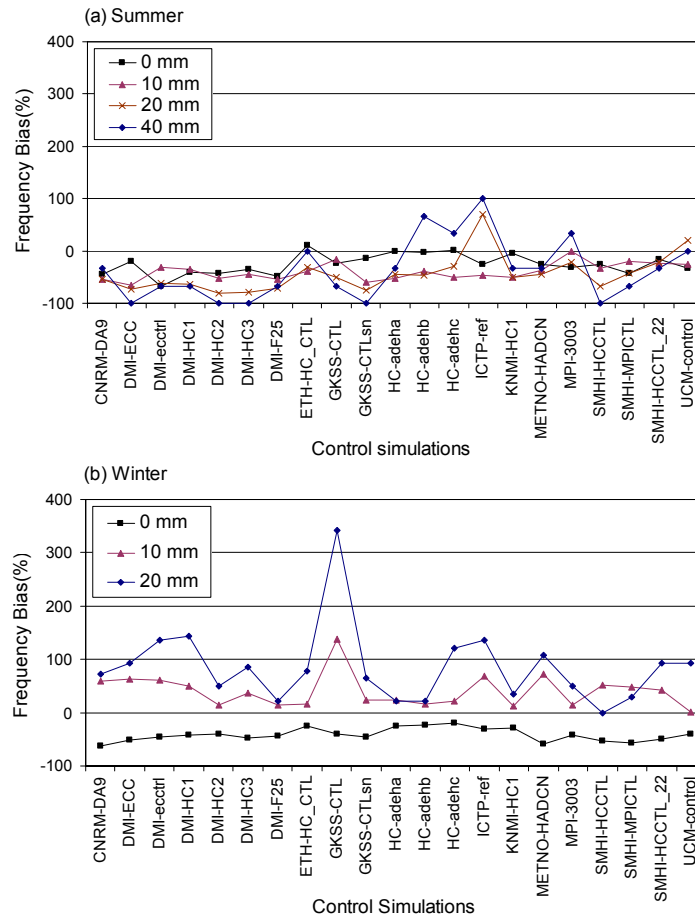 (a) Summer
400
300
200
100
0
-100
Frequency Bias(%)
0 mm
10 mm
20 mm
40 mm
CNRM-DA9
DMI-ECC
DMI-ecctrl
DMI-HC1
DMI-HC2
DMI-HC3
DMI-F25
ETH-HC_CTL
GKSS-CTL
GKSS-CTLsn
HC-adeha
HC-adehb
HC-adehc
ICTP-ref
KNMI-HC1
METNO-HADCN
MPI-3003
SMHI-HCCTL
SMHI-MPICTL
SMHI-HCCTL_22
UCM-control
Control simulations
(b) Winter
400
300
200
100
0
-100
Frequency Bias(%)
0 mm
10 mm
20 mm
CNRM-DA9
DMI-ECC
DMI-ecctrl
DMI-HC1
DMI-HC2
DMI-HC3
DMI-F25
ETH-HC_CTL
GKSS-CTL
GKSS-CTLsn
HC-adeha
HC-adehb
HC-adehc
ICTP-ref
KNMI-HC1
METNO-HADCN
MPI-3003
SMHI-HCCTL
SMHI-MPICTL
SMHI-HCCTL_22
UCM-control
Control Simulations